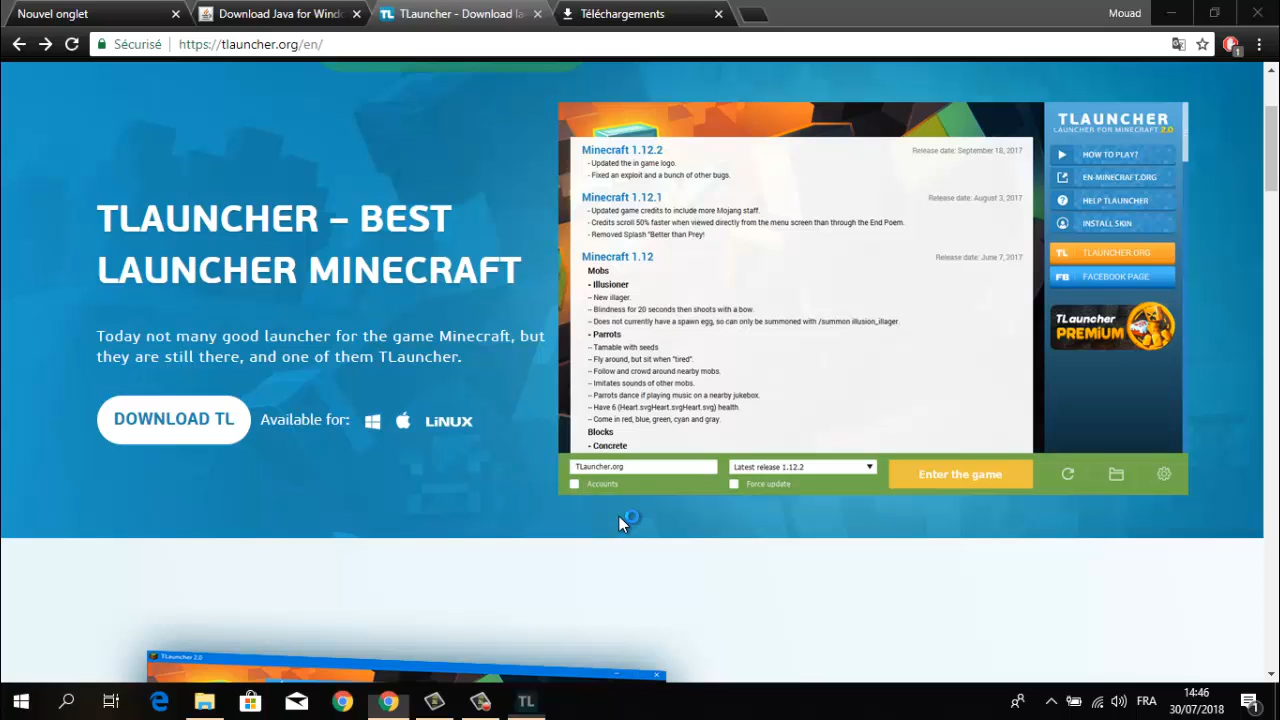 Nouvel onglet
Download Java for Windo
TLauncher – Download la
Téléchargements
Mouad
Sécurisé
https://tlauncher.org/en/
1
TLAUNCHER – BEST
LAUNCHER MINECRAFT
Today not many good launcher for the game Minecraft, but
they are still there, and one of them TLauncher.
DOWNLOAD TL
Available for:
LiNUX
Minecraft 1.12.2
Release date: September 18, 2017
- Updated the in game logo.
- Fixed an exploit and a bunch of other bugs.
Minecraft 1.12.1
Release date: August 3, 2017
- Updated game credits to include more Mojang staff.
- Credits scroll 50% faster when viewed directly from the menu screen than through the End Poem.
- Removed Splash "Better than Prey!
Minecraft 1.12
Release date: June 7, 2017
Mobs
- Illusioner
-- New illager.
-- Blindness for 20 seconds then shoots with a bow.
-- Does not currently have a spawn egg, so can only be summoned with /summon illusion_illager.
- Parrots
-- Tamable with seeds
-- Fly around, but sit when "tired".
-- Follow and crowd around nearby mobs.
-- Imitates sounds of other mobs.
-- Parrots dance if playing music on a nearby jukebox.
-- Have 6 (Heart.svgHeart.svgHeart.svg) health.
-- Come in red, blue, green, cyan and gray.
Blocks
- Concrete
TLauncher.org
Accounts
Latest release 1.12.2
Force update
Enter the game
TLAUNCHER
LAUNCHER FOR MINECRAFT 2.0
HOW TO PLAY?
EN-MINECRAFT.ORG
HELP TLAUNCHER
INSTALL SKIN
TL TLAUNCHER.ORG
FB FACEBOOK PAGE
TLauncher
PREMiUM
TLauncher 2.0
TL
FRA
14:46
30/07/2018
1